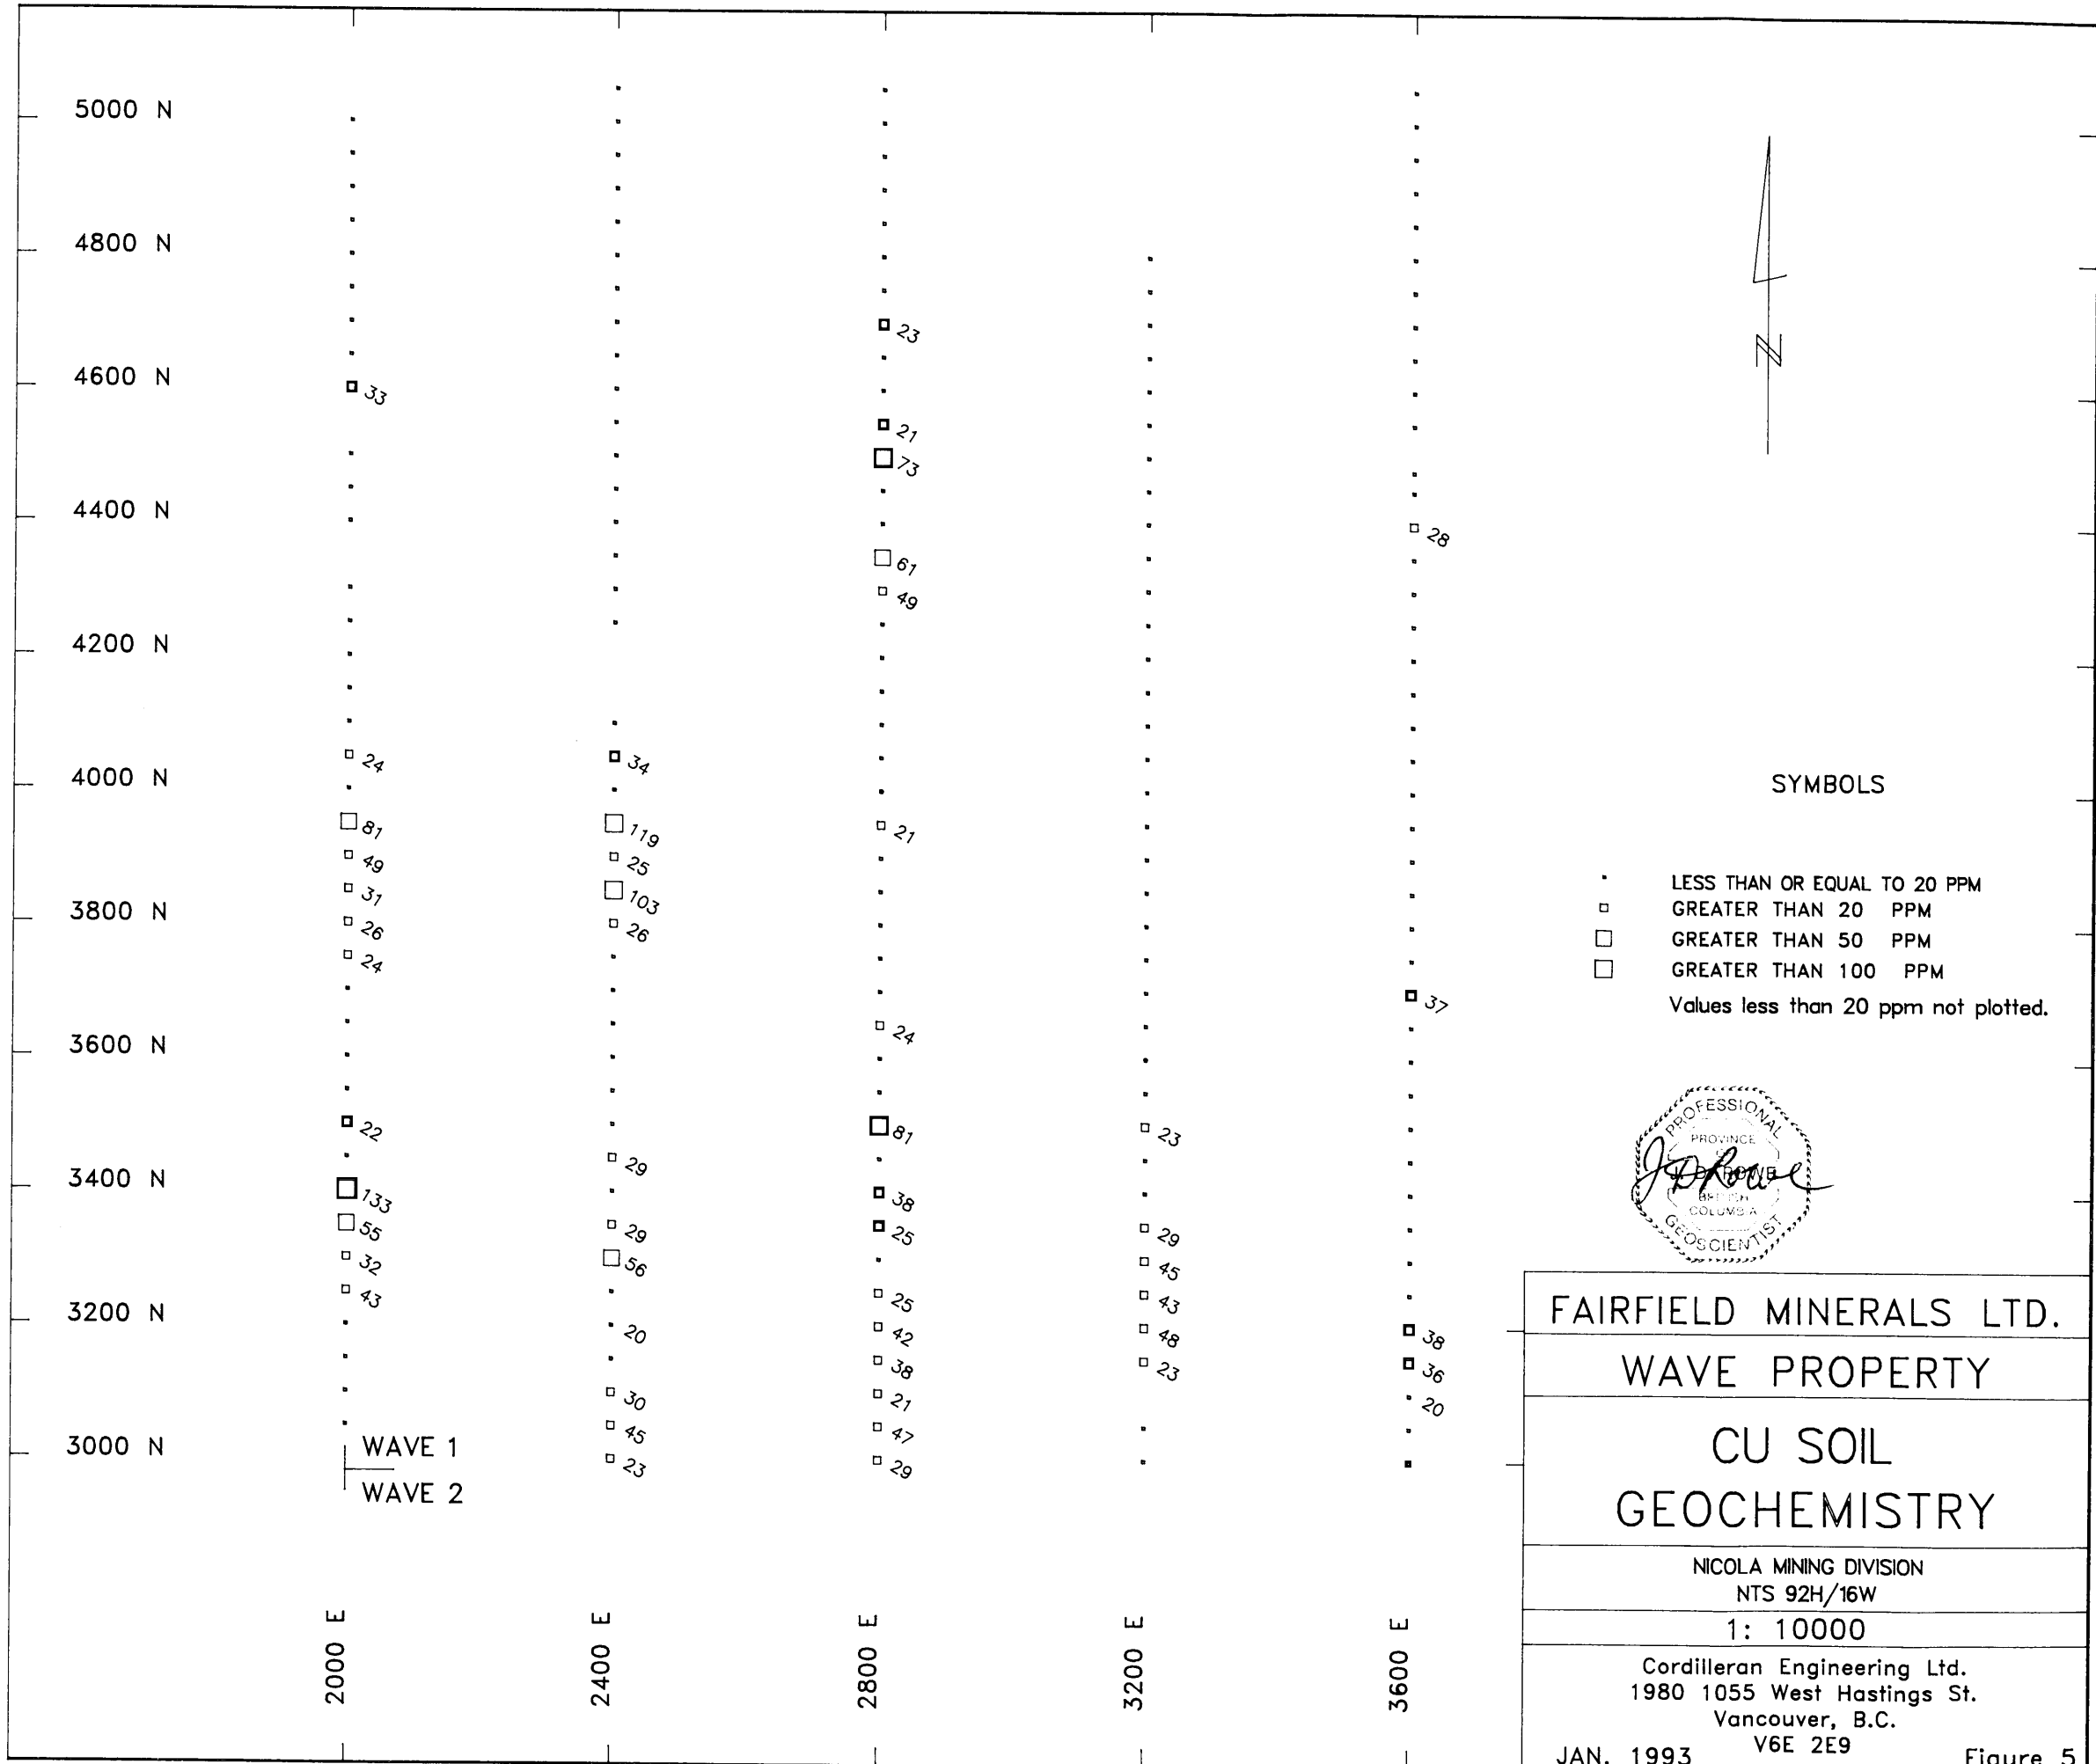 5000 N
4800 N
23
4600 N
33
21
73
4400 N
28
61
49
4200 N
24
34
4000 N
SYMBOLS
81
119
21
49
25
31
103
LESS THAN OR EQUAL TO 20 PPM
3800 N
GREATER THAN 20 PPM
26
26
GREATER THAN 50 PPM
24
GREATER THAN 100 PPM
37
Values less than 20 ppm not plotted.
24
3600 N
22
81
23
PROFESSIONAL
PROVINCE
29
J. D. ROWE
JD Rowe
BRITISH
COLUMBIA
GEOSCIENTIST
3400 N
133
38
55
29
25
29
32
56
45
43
25
43
3200 N
20
42
48
38
38
23
36
30
21
20
45
47
3000 N
23
29
WAVE 1
WAVE 2
FAIRFIELD MINERALS LTD.
WAVE PROPERTY
CU SOIL
GEOCHEMISTRY
NICOLA MINING DIVISION
NTS 92H/16W
1: 10000
Cordilleran Engineering Ltd.
1980 1055 West Hastings St.
Vancouver, B.C.
V6E 2E9
JAN. 1993
Figure 5
2000 E
2400 E
2800 E
3200 E
3600 E
N